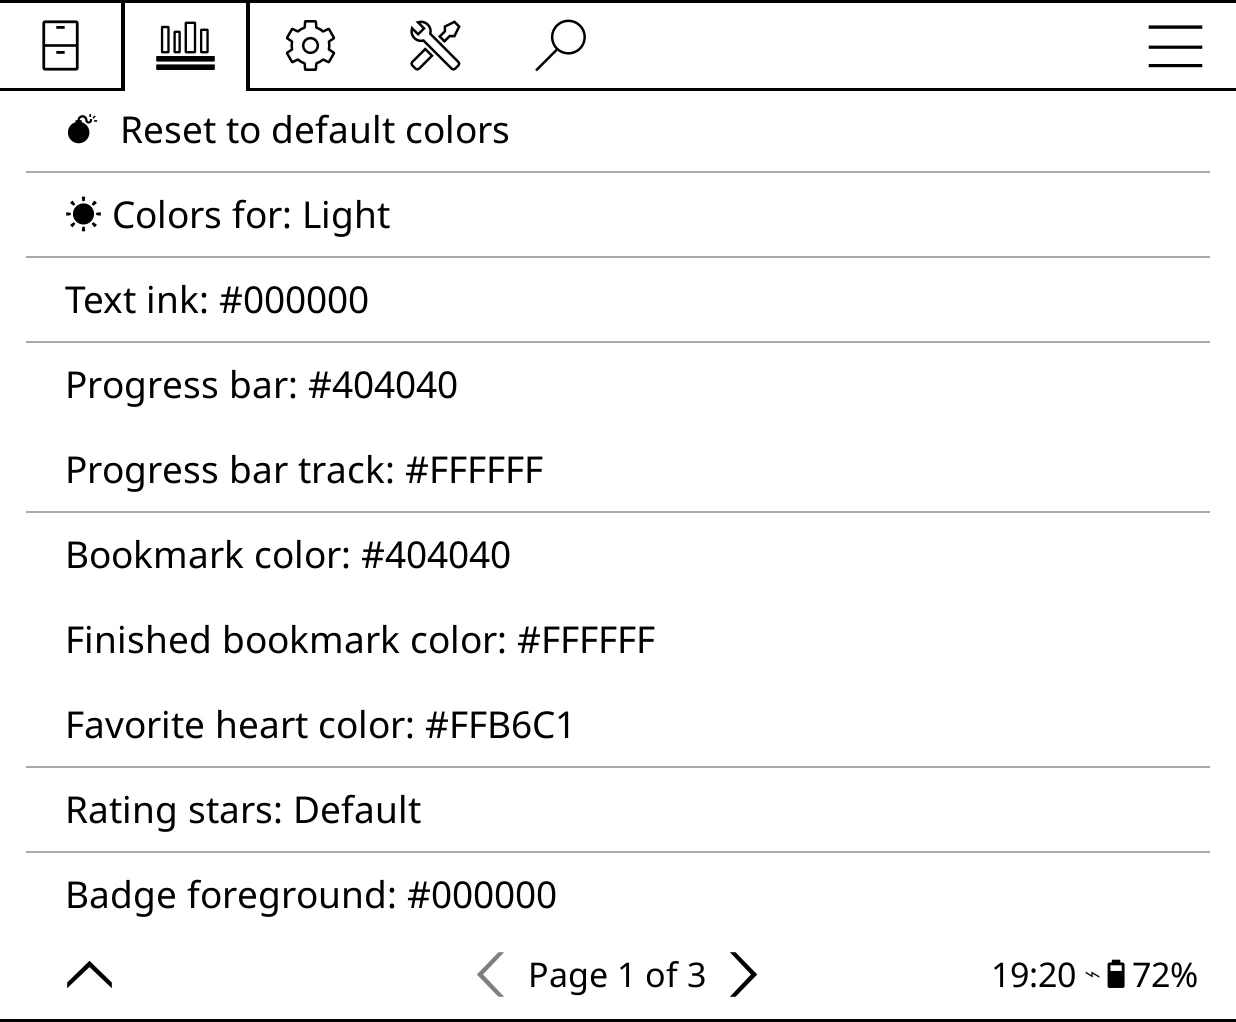 Reset to default colors
Colors for: Light
Text ink: #000000
Progress bar: #404040
Progress bar track: #FFFFFF
Bookmark color: #404040
Finished bookmark color: #FFFFFF
Favorite heart color: #FFB6C1
Rating stars: Default
Badge foreground: #000000
Page 1 of 3
19:20 72%